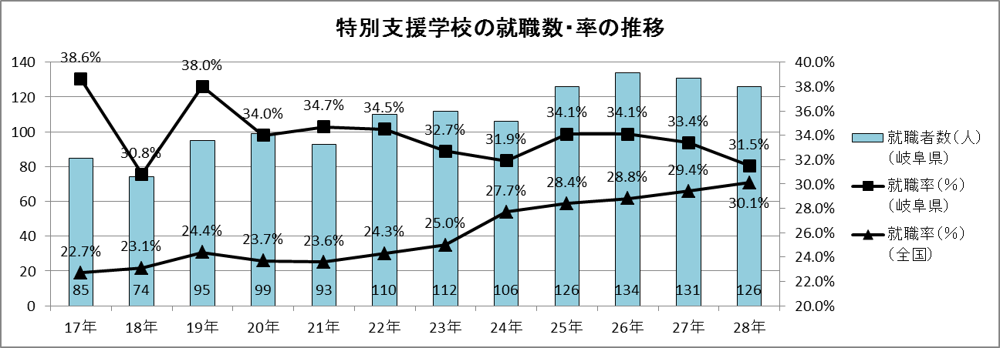 特別支援学校の就職数・率の推移
38.6% 38.0%
140 40.0%
34.7% 34.5% 38.0%
120 34.0% 34.1% 34.1% 36.0%
32.7% 33.4%
100 30.8% 31.9% 31.5% 34.0%
80 32.0%
29.4%
28.4% 28.8%
27.7% 30.0%
60 30.1% 28.0%
24.4% 25.0%
40 22.7% 23.1% 23.7% 23.6% 24.3% 26.0%
24.0%
20 22.0%
85 74 95 99 93 110 112 106 126 134 131 126
0 20.0%
17年 18年 19年 20年 21年 22年 23年 24年 25年 26年 27年 28年
就職者数(人)
(岐阜県)
就職率(%)
(岐阜県)
就職率(%)
(全国)